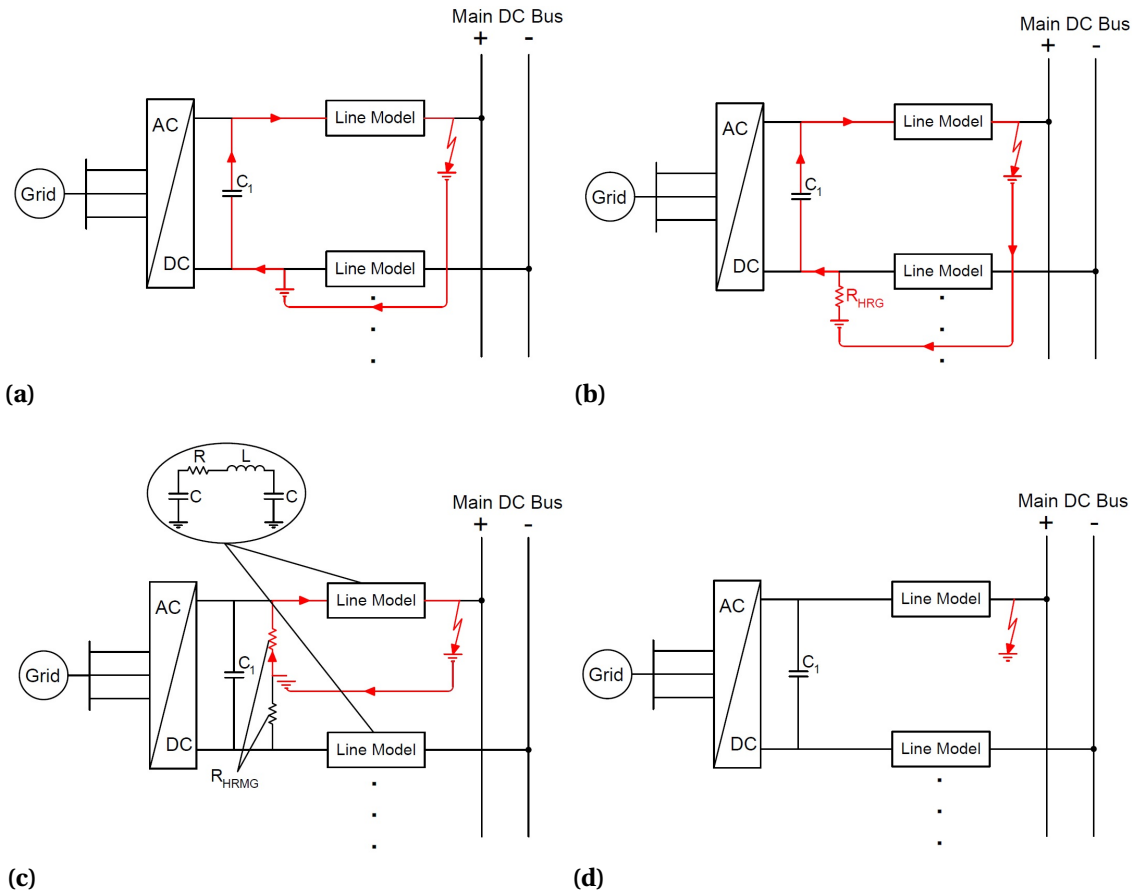 Main DC Bus
+ -
AC
Line Model
Grid
C1
DC
Line Model
(a)
Main DC Bus
+ -
AC
Line Model
Grid
C1
DC
Line Model
RHRG
(b)
R L
C C
Main DC Bus
+ -
AC
Line Model
Grid
C1
DC
Line Model
RHRMG
(c)
Main DC Bus
+ -
AC
Line Model
Grid
C1
DC
Line Model
(d)